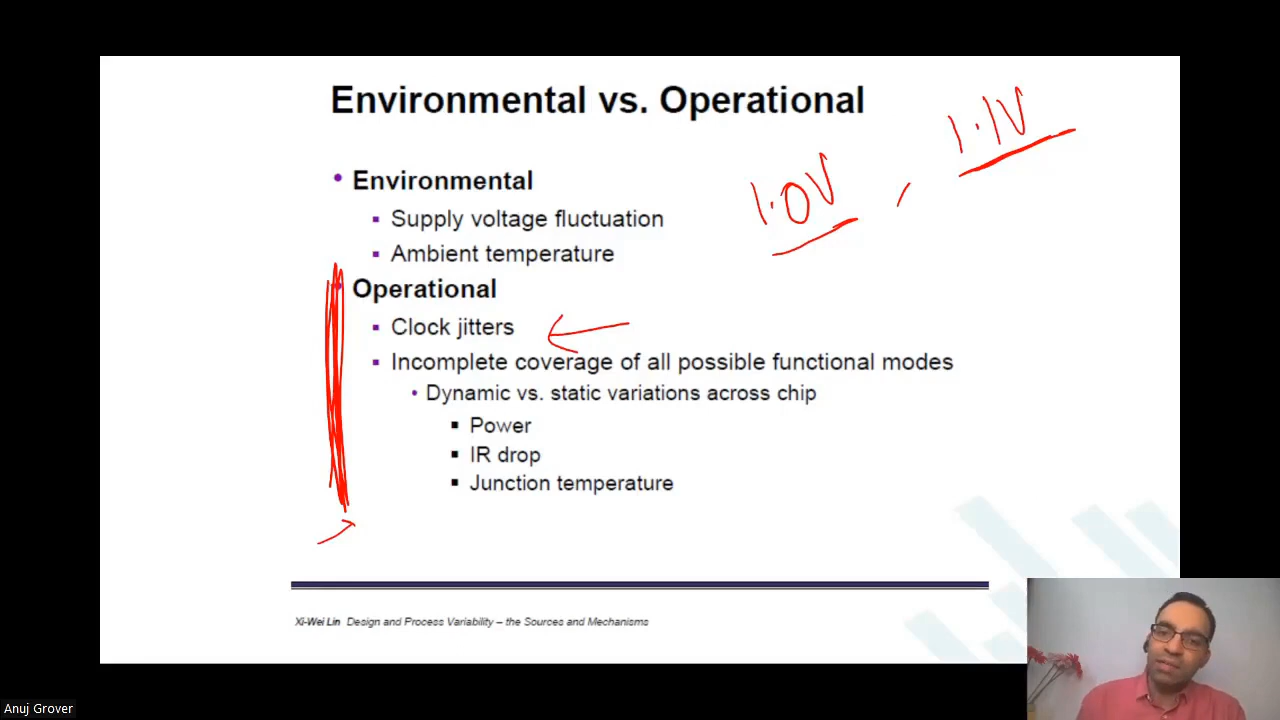 Environmental vs. Operational
1.1V
1.0V ,
• Environmental
▪ Supply voltage fluctuation
▪ Ambient temperature
• Operational
▪ Clock jitters
▪ Incomplete coverage of all possible functional modes
• Dynamic vs. static variations across chip
▪ Power
▪ IR drop
▪ Junction temperature
Xi-Wei Lin Design and Process Variability – the Sources and Mechanisms
Anuj Grover